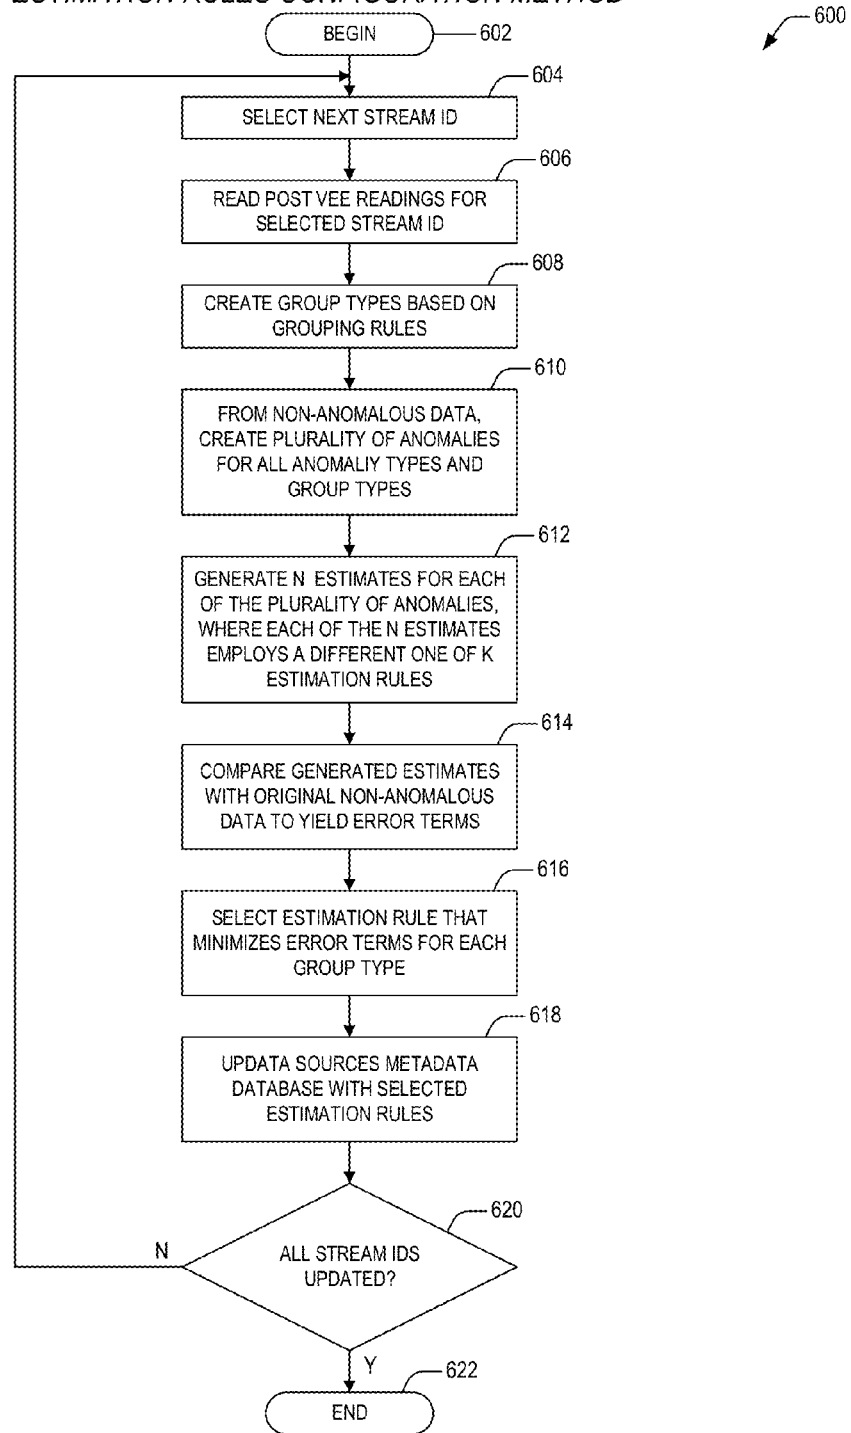 ESTIMATION RULES CONFIGURATION METHOD
600
BEGIN
602
604
SELECT NEXT STREAM ID
606
READ POST VEE READINGS FOR
SELECTED STREAM ID
608
CREATE GROUP TYPES BASED ON
GROUPING RULES
610
FROM NON-ANOMALOUS DATA,
CREATE PLURALITY OF ANOMALIES
FOR ALL ANOMALIY TYPES AND
GROUP TYPES
612
GENERATE N ESTIMATES FOR EACH
OF THE PLURALITY OF ANOMALIES,
WHERE EACH OF THE N ESTIMATES
EMPLOYS A DIFFERENT ONE OF K
ESTIMATION RULES
614
COMPARE GENERATED ESTIMATES
WITH ORIGINAL NON-ANOMALOUS
DATA TO YIELD ERROR TERMS
616
SELECT ESTIMATION RULE THAT
MINIMIZES ERROR TERMS FOR EACH
GROUP TYPE
618
UPDATA SOURCES METADATA
DATABASE WITH SELECTED
ESTIMATION RULES
620
N
ALL STREAM IDS
UPDATED?
Y
622
END